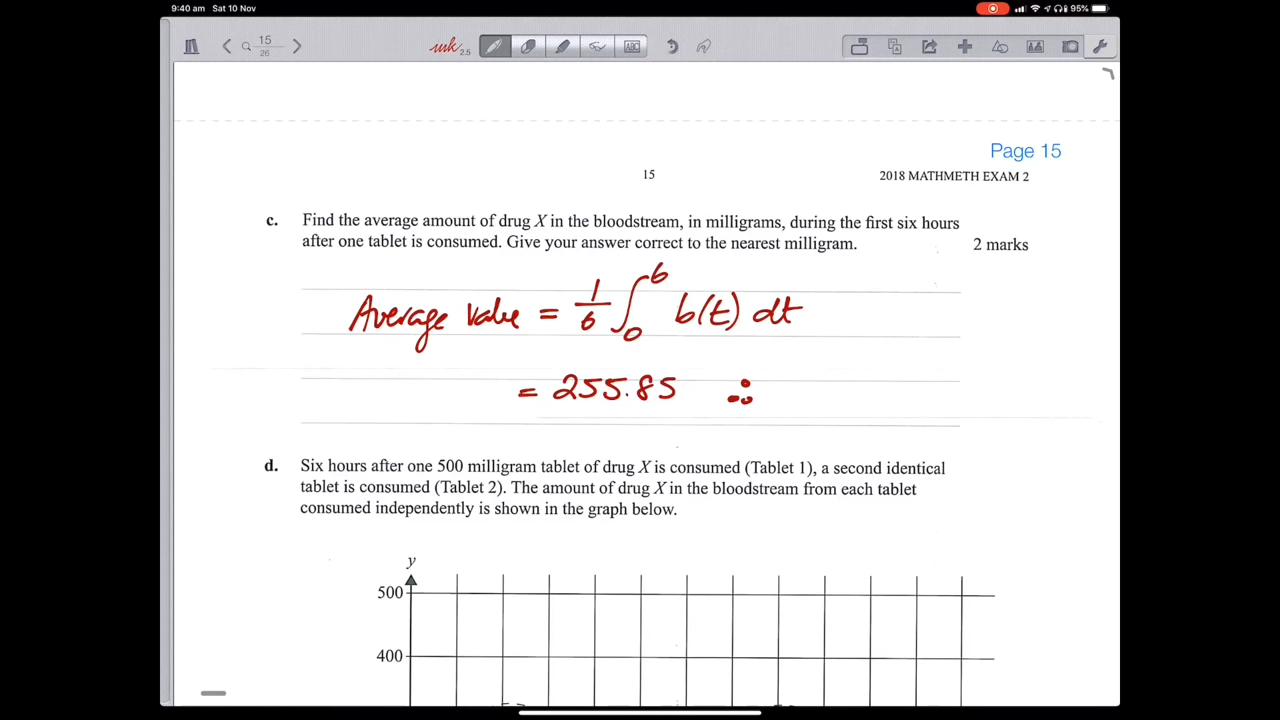 9:40 am Sat 10 Nov
95%
15
26
mk 2.5
ABC
Page 15
15
2018 MATHMETH EXAM 2
c. Find the average amount of drug X in the bloodstream, in milligrams, during the first six hours
after one tablet is consumed. Give your answer correct to the nearest milligram.
2 marks
Average value = 1/6 ∫₀⁶ b(t) dt
= 255.85 ∴
d. Six hours after one 500 milligram tablet of drug X is consumed (Tablet 1), a second identical
tablet is consumed (Tablet 2). The amount of drug X in the bloodstream from each tablet
consumed independently is shown in the graph below.
y
500
400